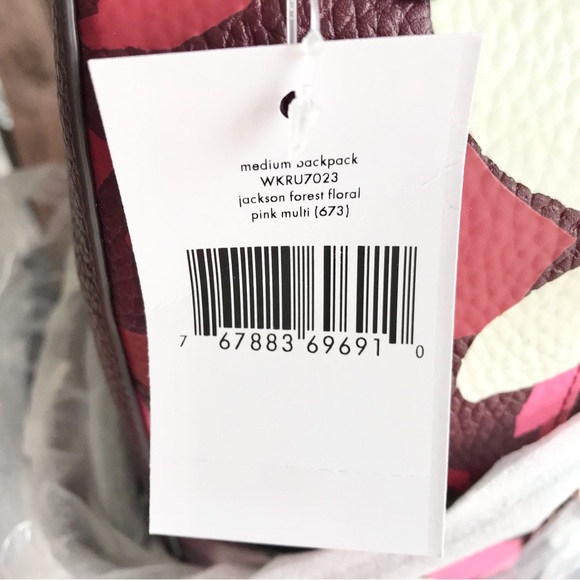 medium backpack
WKRU7023
jackson forest floral
pink multi (673)
7 67883 69691 0